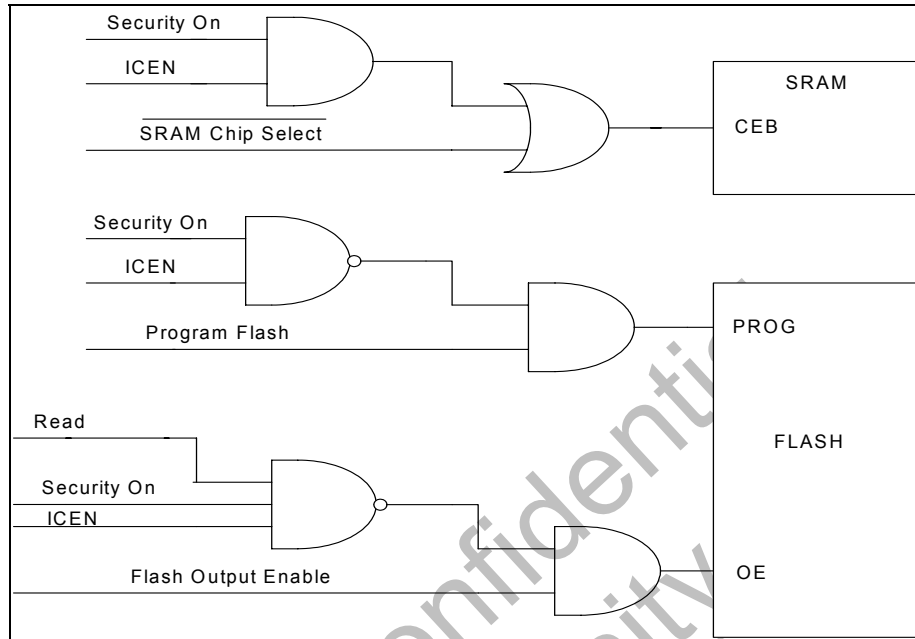 Security On
ICEN
SRAM Chip Select
SRAM
CEB
Security On
ICEN
Program Flash
PROG
FLASH
Read
Security On
ICEN
Flash Output Enable
OE